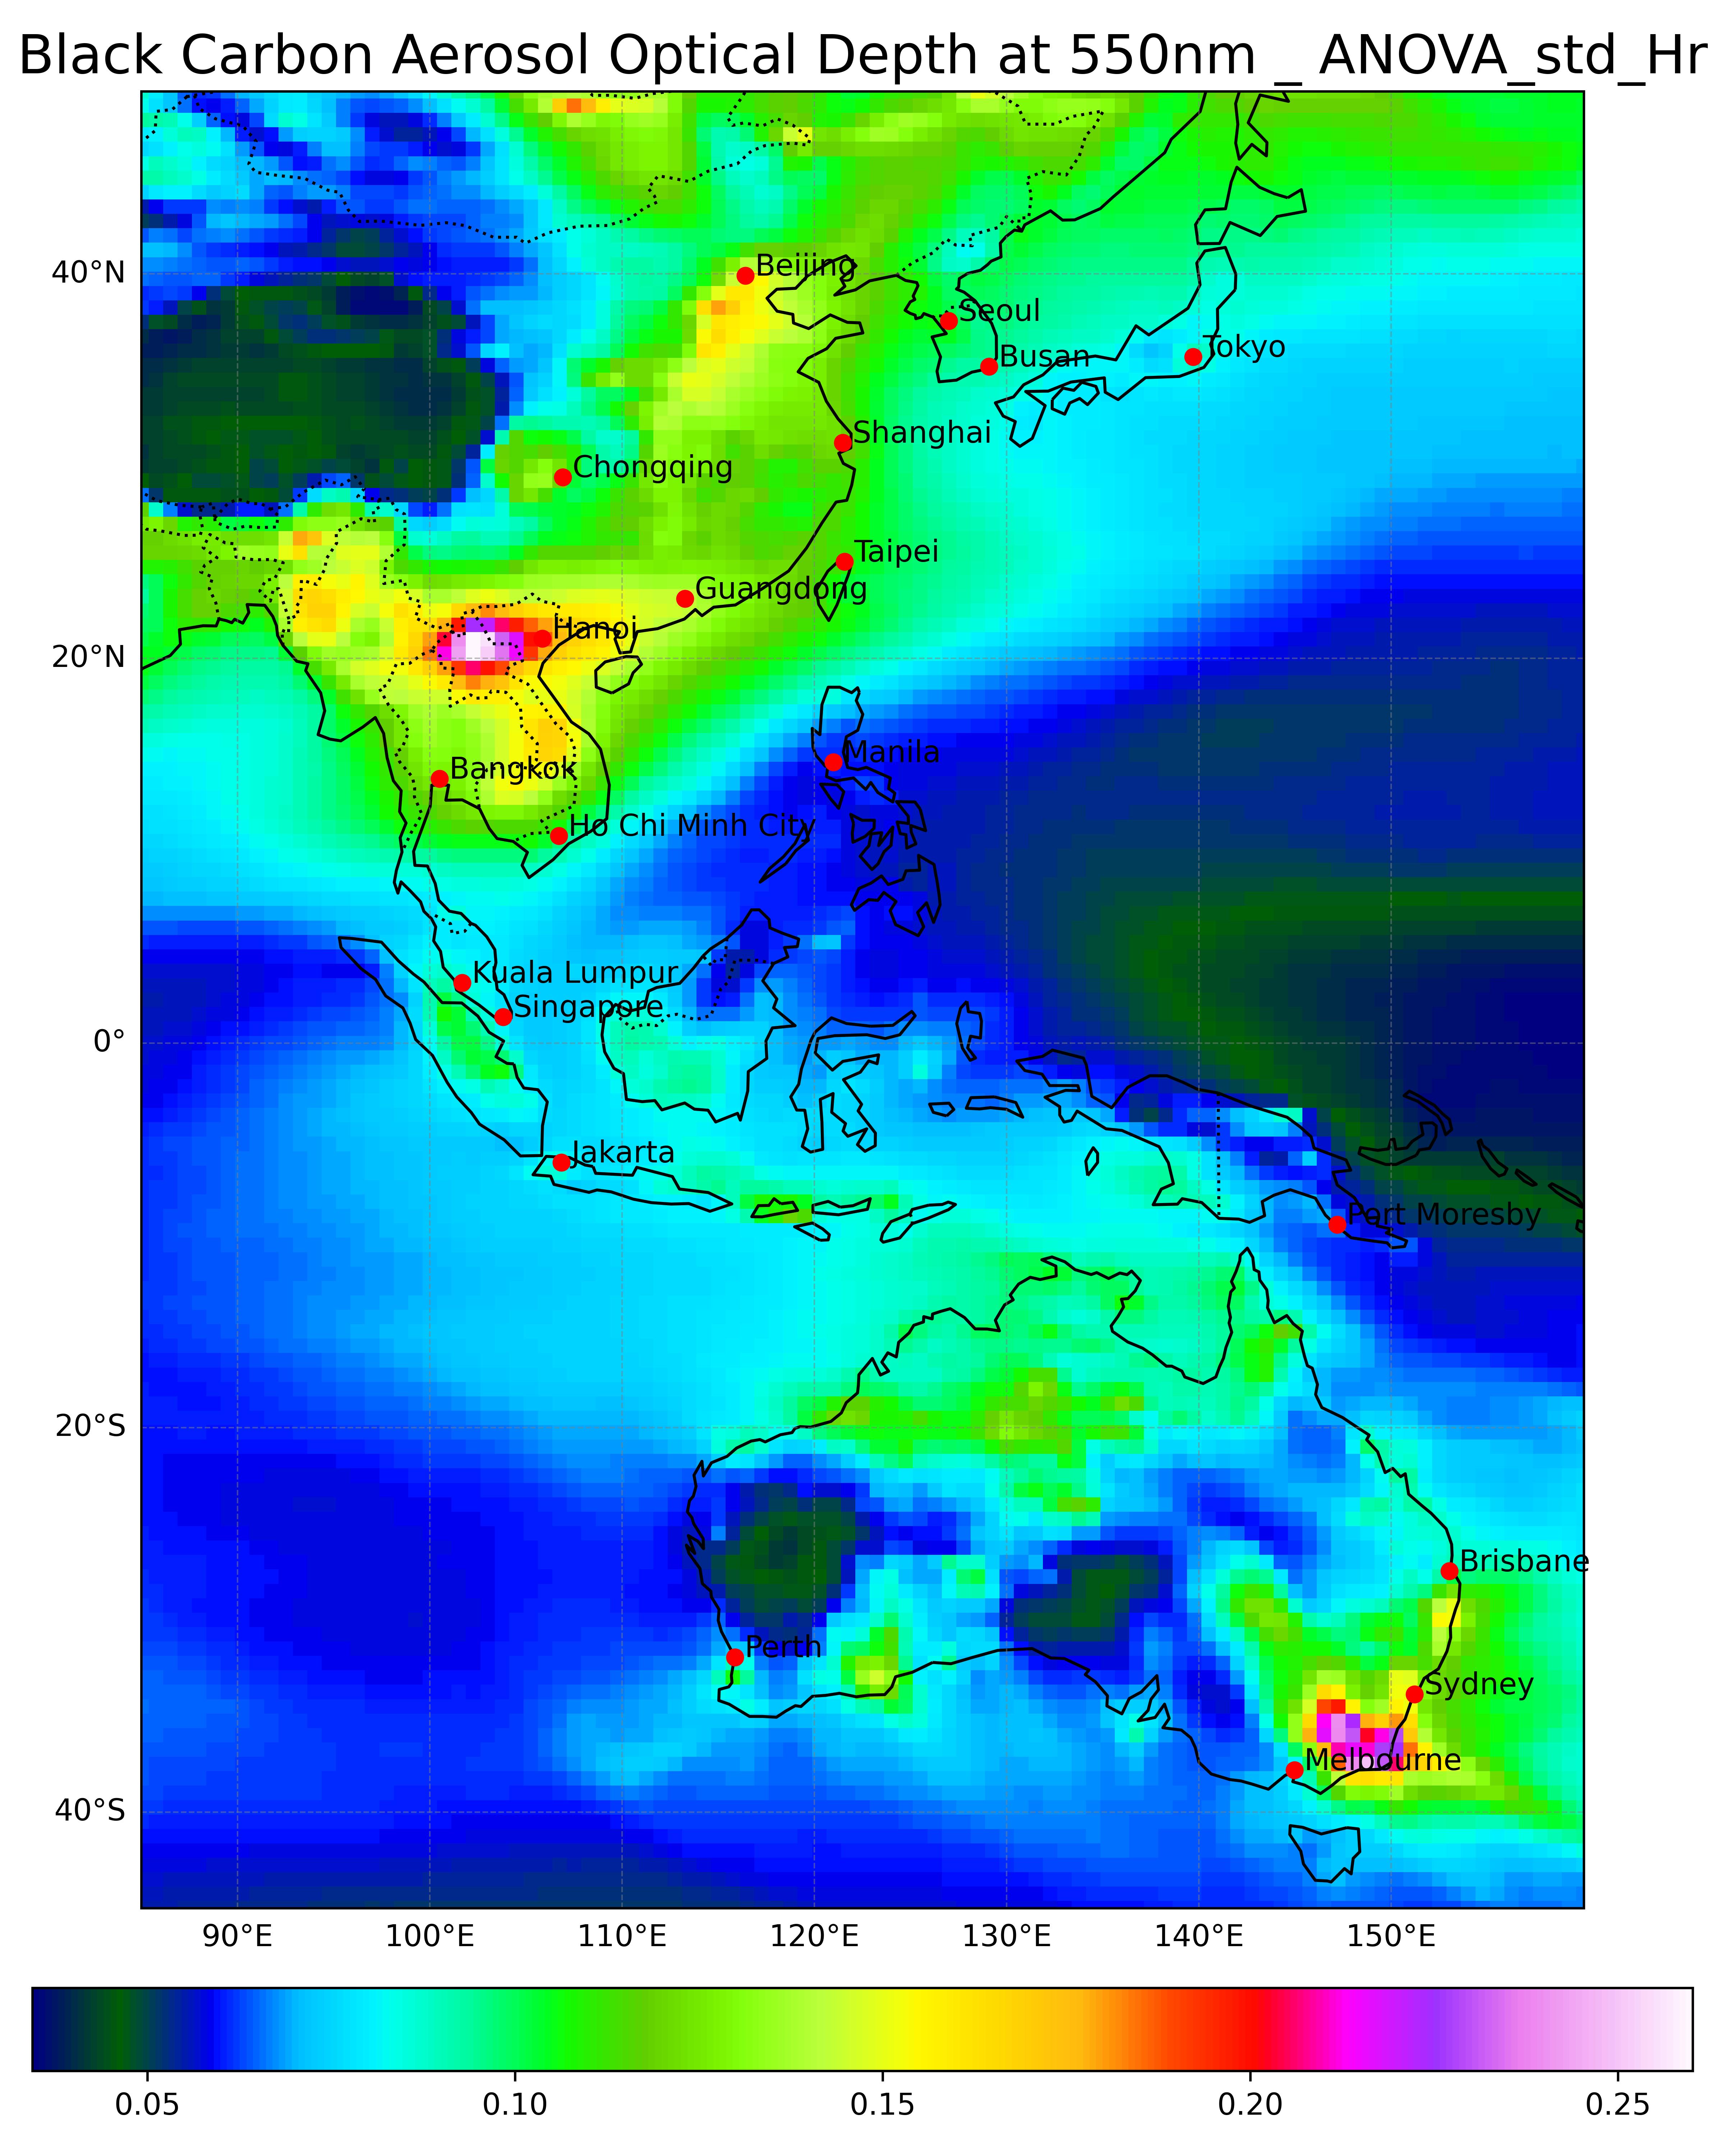 Black Carbon Aerosol Optical Depth at 550nm _ ANOVA_std_Hr
40°N
20°N
0°
20°S
40°S
Beijing
Seoul
Tokyo
Busan
Shanghai
Chongqing
Taipei
Guangdong
Hanoi
Manila
Bangkok
Ho Chi Minh City
Kuala Lumpur
Singapore
Jakarta
Port Moresby
Brisbane
Perth
Sydney
Melbourne
90°E 100°E 110°E 120°E 130°E 140°E 150°E
0.05 0.10 0.15 0.20 0.25